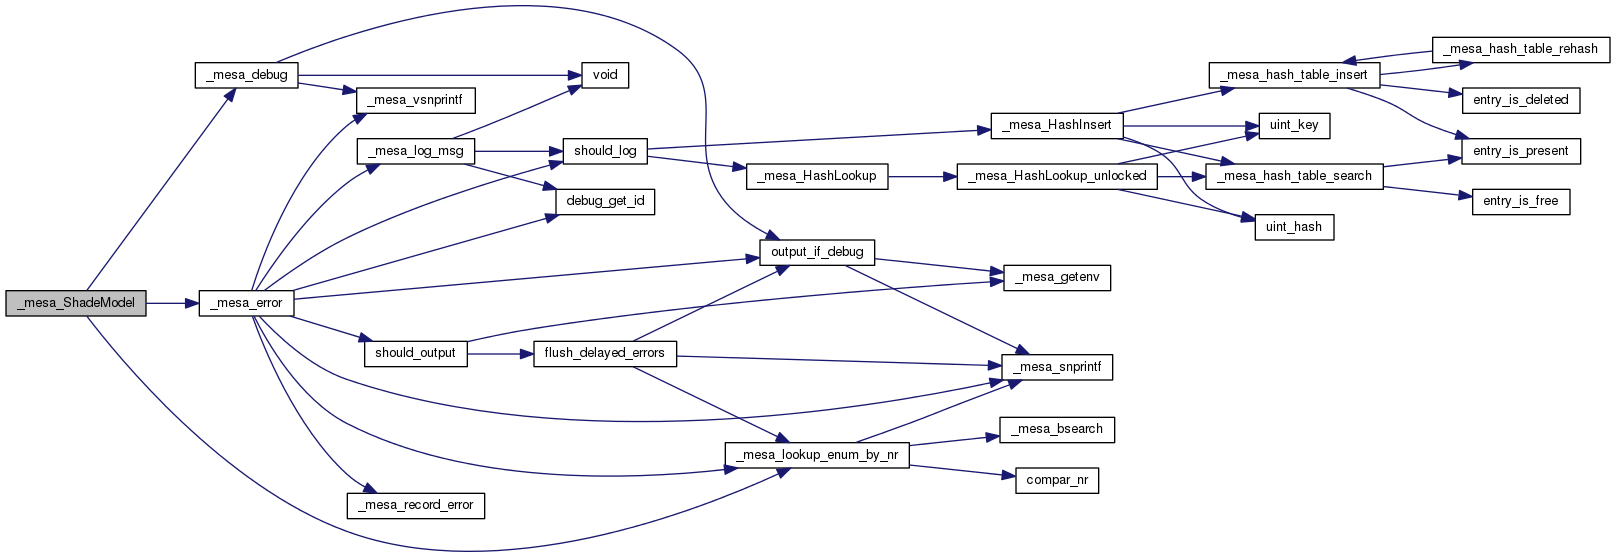 _mesa_ShadeModel
_mesa_debug
_mesa_error
_mesa_vsnprintf
_mesa_log_msg
should_output
_mesa_record_error
void
should_log
debug_get_id
flush_delayed_errors
_mesa_HashLookup
output_if_debug
_mesa_lookup_enum_by_nr
_mesa_HashInsert
_mesa_HashLookup_unlocked
_mesa_getenv
_mesa_snprintf
_mesa_bsearch
compar_nr
_mesa_hash_table_insert
uint_key
_mesa_hash_table_search
uint_hash
_mesa_hash_table_rehash
entry_is_deleted
entry_is_present
entry_is_free